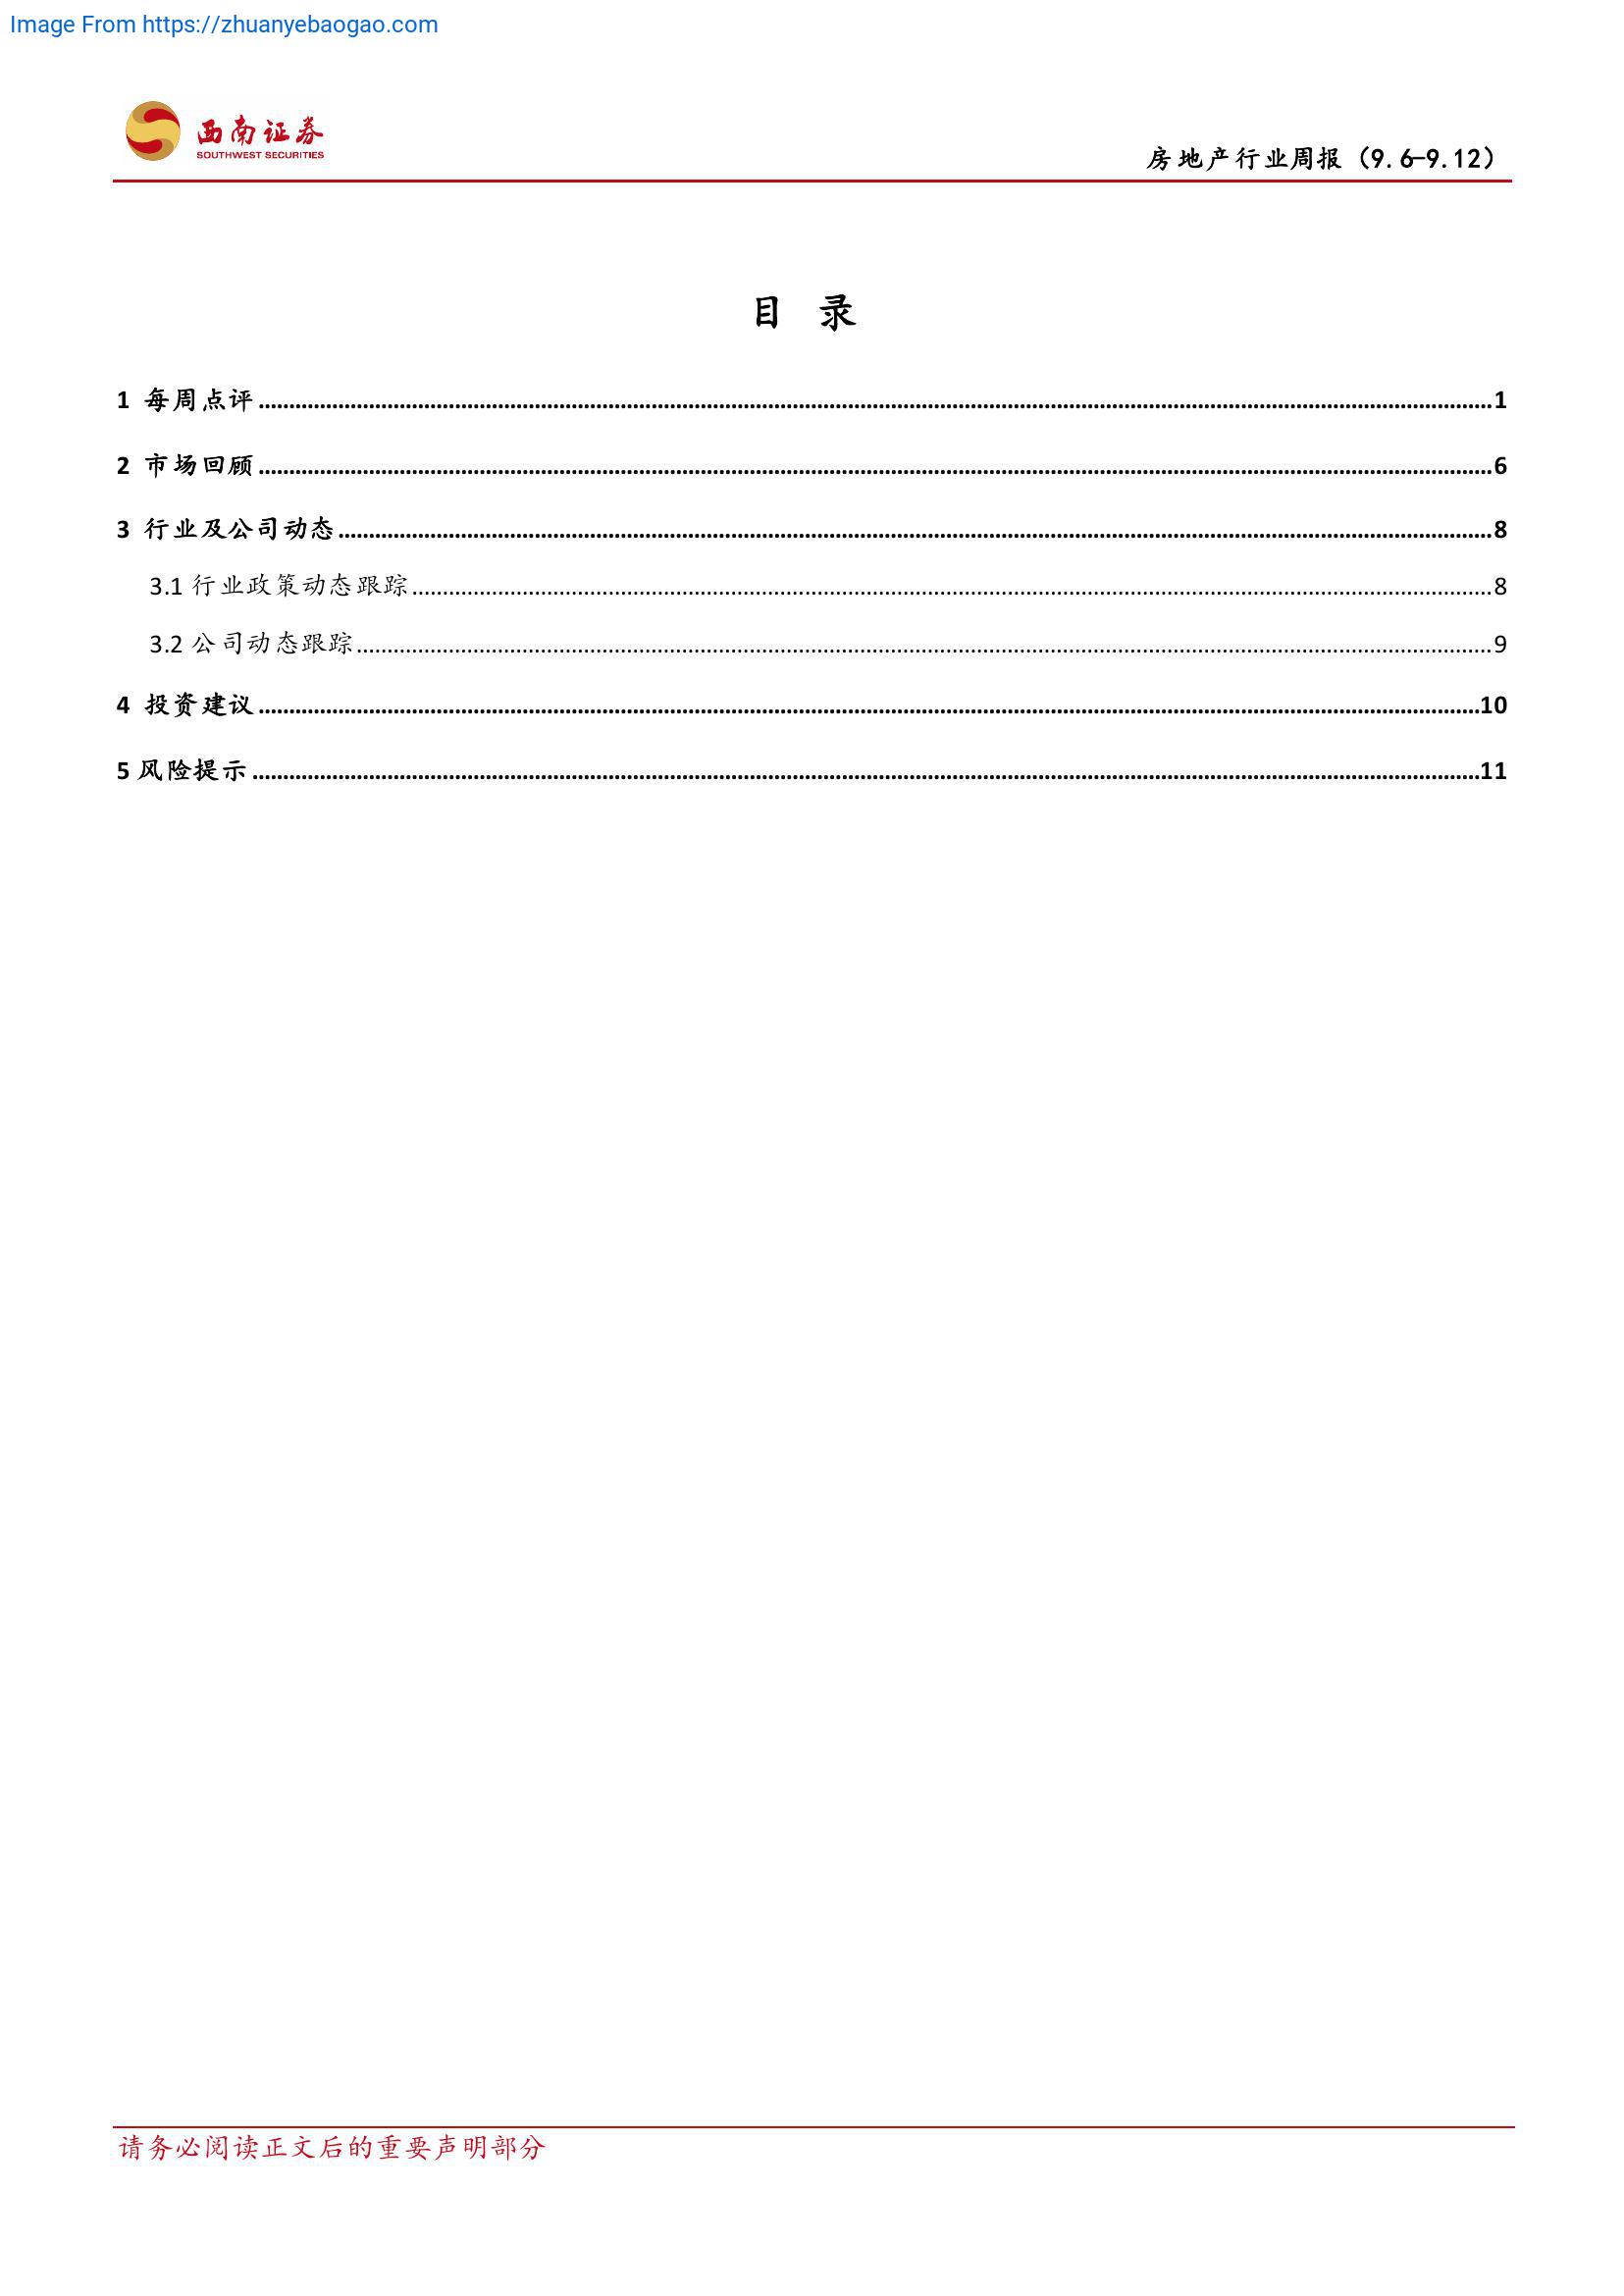 Image From https://zhuanyebaogao.com
西南证券
SOUTHWEST SECURITIES
房地产行业周报（9.6-9.12）
目 录
1 每周点评........................................1
2 市场回顾........................................6
3 行业及公司动态........................................8
3.1 行业政策动态跟踪........................................8
3.2 公司动态跟踪........................................9
4 投资建议........................................10
5 风险提示........................................11
请务必阅读正文后的重要声明部分